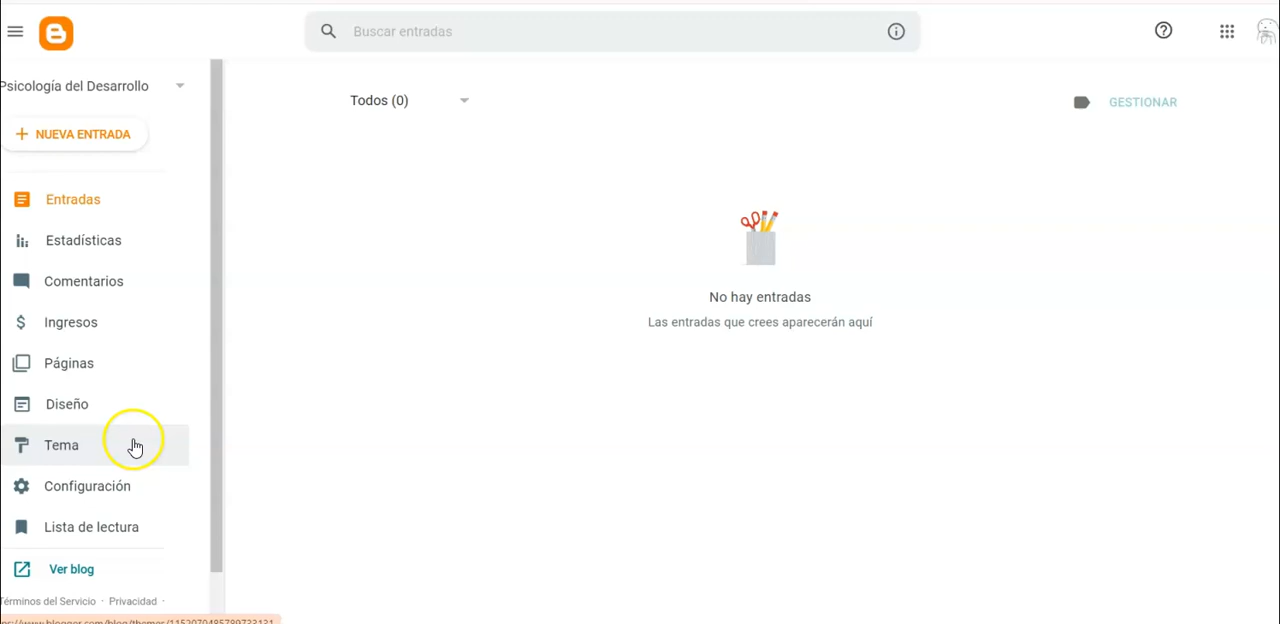 Buscar entradas
Psicología del Desarrollo
Todos (0)
GESTIONAR
+ NUEVA ENTRADA
Entradas
Estadísticas
Comentarios
$ Ingresos
Páginas
Diseño
Tema
Configuración
Lista de lectura
Ver blog
No hay entradas
Las entradas que crees aparecerán aquí
Términos del Servicio · Privacidad ·